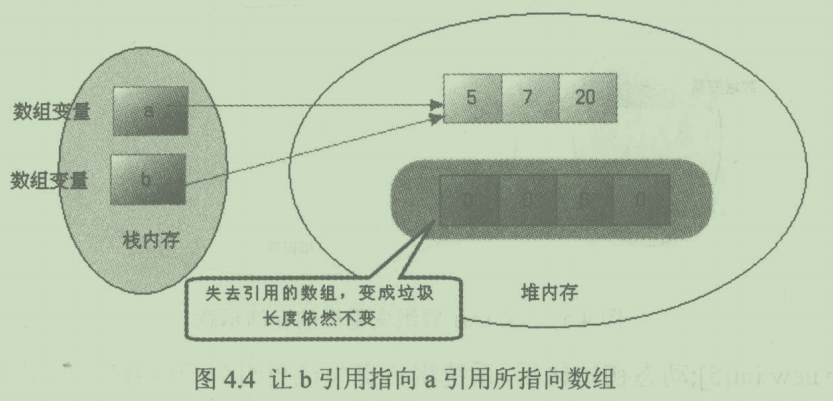 数组变量
a
5 7 20
数组变量
b
0 0 0 0
栈内存
失去引用的数组，变成垃圾
长度依然不变
堆内存
图 4.4 让 b 引用指向 a 引用所指向数组